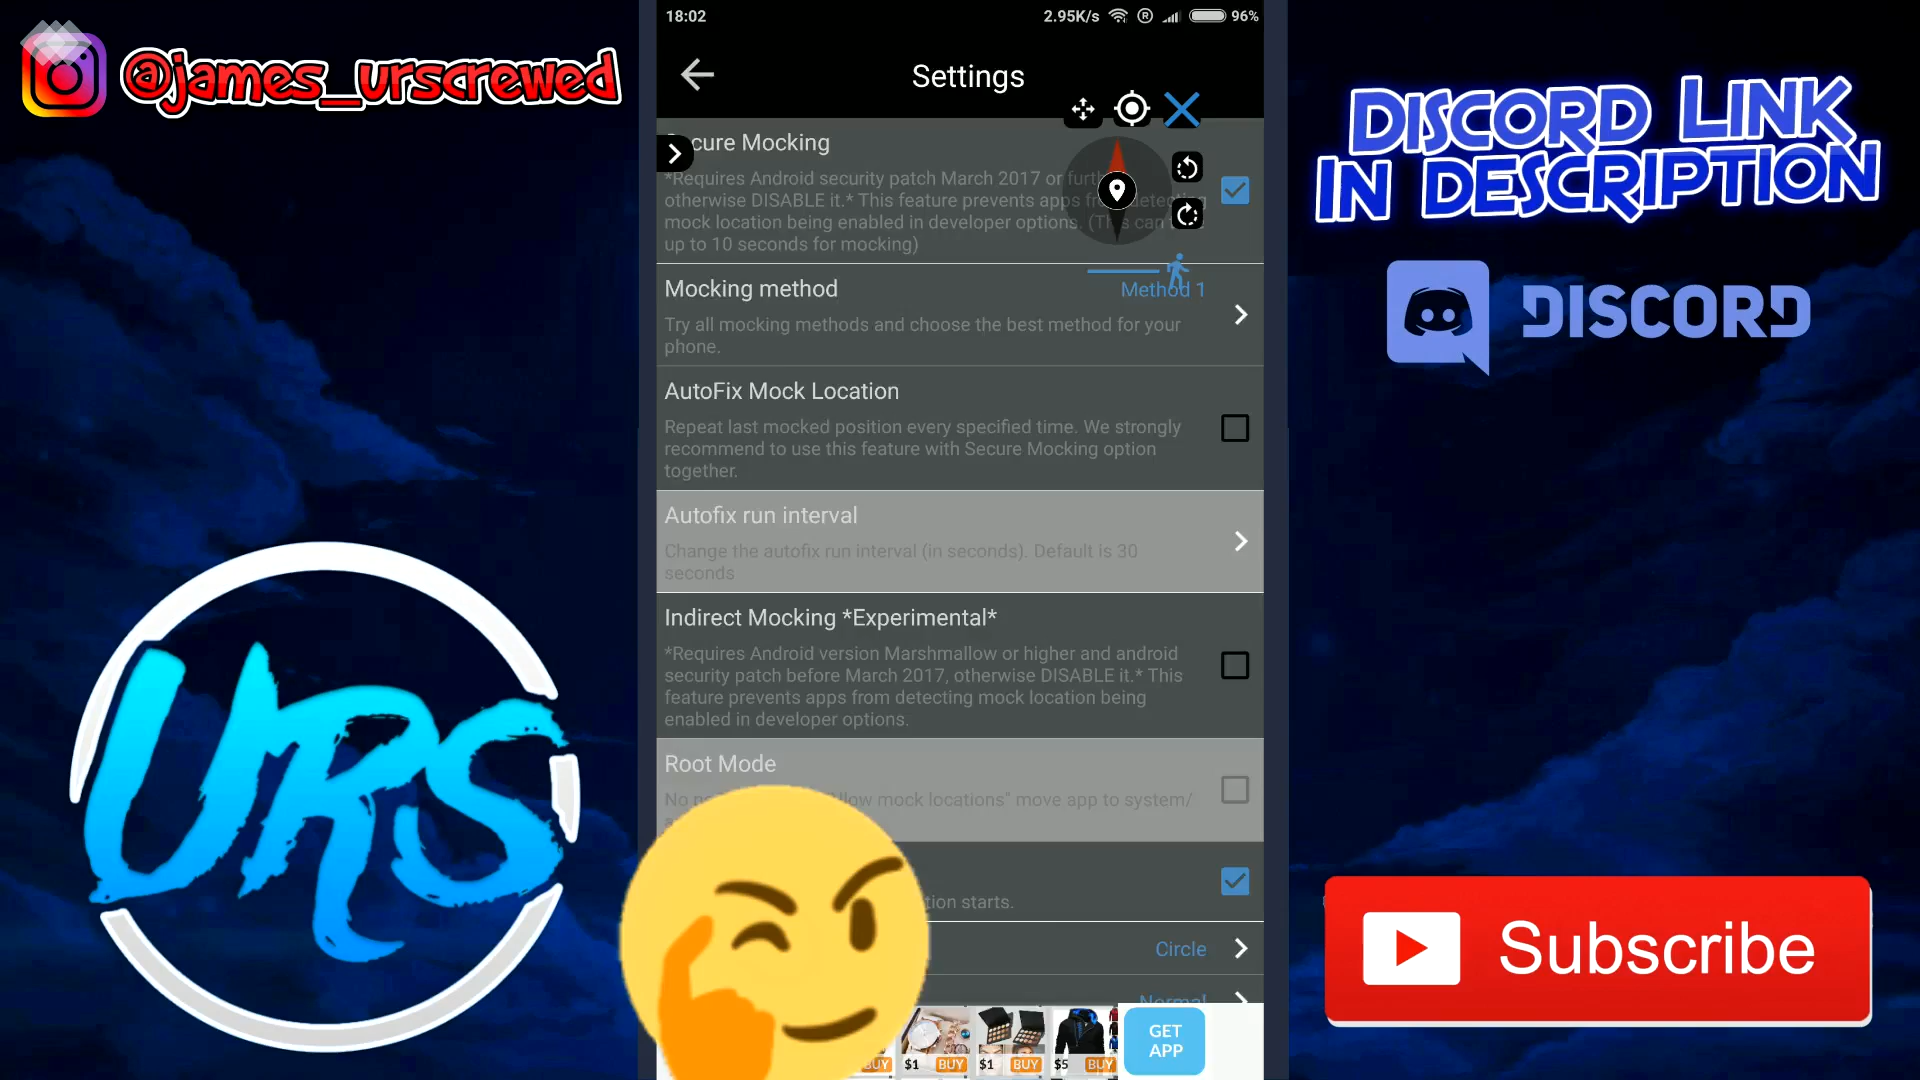 @james_urscrewed
18:02
2.95K/s
R
96%
Settings
cure Mocking
*Requires Android security patch March 2017 or furth
otherwise DISABLE it.* This feature prevents apps
mock location being enabled in developer options.
up to 10 seconds for mocking)
Mocking method
Method 1
Try all mocking methods and choose the best method for your
phone.
AutoFix Mock Location
Repeat last mocked position every specified time. We strongly
recommend to use this feature with Secure Mocking option
together.
Autofix run interval
Change the autofix run interval (in seconds). Default is 30
seconds
Indirect Mocking *Experimental*
*Requires Android version Marshmallow or higher and android
security patch before March 2017, otherwise DISABLE it.* This
feature prevents apps from detecting mock location being
enabled in developer options.
Root Mode
mock locations" move app to system/
tion starts.
Circle
Normal
BUY
$1 BUY
$1 BUY
$5 BUY
GET
APP
URS
DISCORD LINK
IN DESCRIPTION
DISCORD
Subscribe